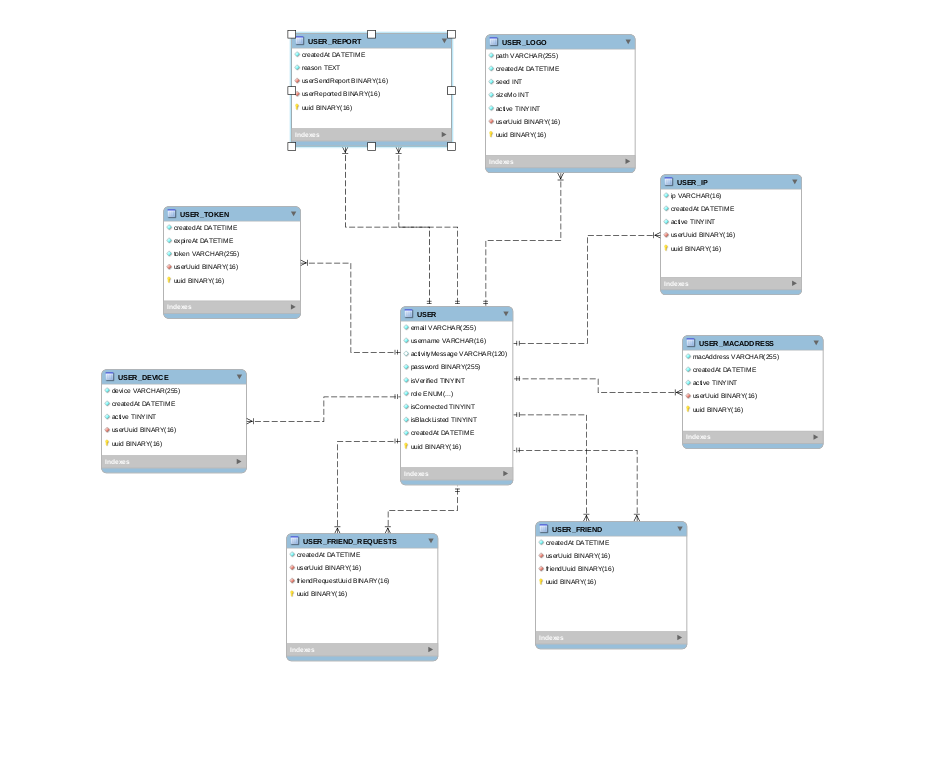 USER_REPORT
createdAt DATETIME
reason TEXT
userSendReport BINARY(16)
userReported BINARY(16)
uuid BINARY(16)
Indexes
USER_LOGO
path VARCHAR(255)
createdAt DATETIME
seed INT
sizeMo INT
active TINYINT
userUuid BINARY(16)
uuid BINARY(16)
Indexes
USER_IP
ip VARCHAR(16)
createdAt DATETIME
active TINYINT
userUuid BINARY(16)
uuid BINARY(16)
Indexes
USER_TOKEN
createdAt DATETIME
expireAt DATETIME
token VARCHAR(255)
userUuid BINARY(16)
uuid BINARY(16)
Indexes
USER
email VARCHAR(255)
username VARCHAR(16)
activityMessage VARCHAR(120)
password BINARY(255)
isVerified TINYINT
role ENUM(...)
isConnected TINYINT
isBlackListed TINYINT
createdAt DATETIME
uuid BINARY(16)
Indexes
USER_MACADDRESS
macAddress VARCHAR(255)
createdAt DATETIME
active TINYINT
userUuid BINARY(16)
uuid BINARY(16)
Indexes
USER_DEVICE
device VARCHAR(255)
createdAt DATETIME
active TINYINT
userUuid BINARY(16)
uuid BINARY(16)
Indexes
USER_FRIEND_REQUESTS
createdAt DATETIME
userUuid BINARY(16)
friendRequestUuid BINARY(16)
uuid BINARY(16)
Indexes
USER_FRIEND
createdAt DATETIME
userUuid BINARY(16)
friendUuid BINARY(16)
uuid BINARY(16)
Indexes